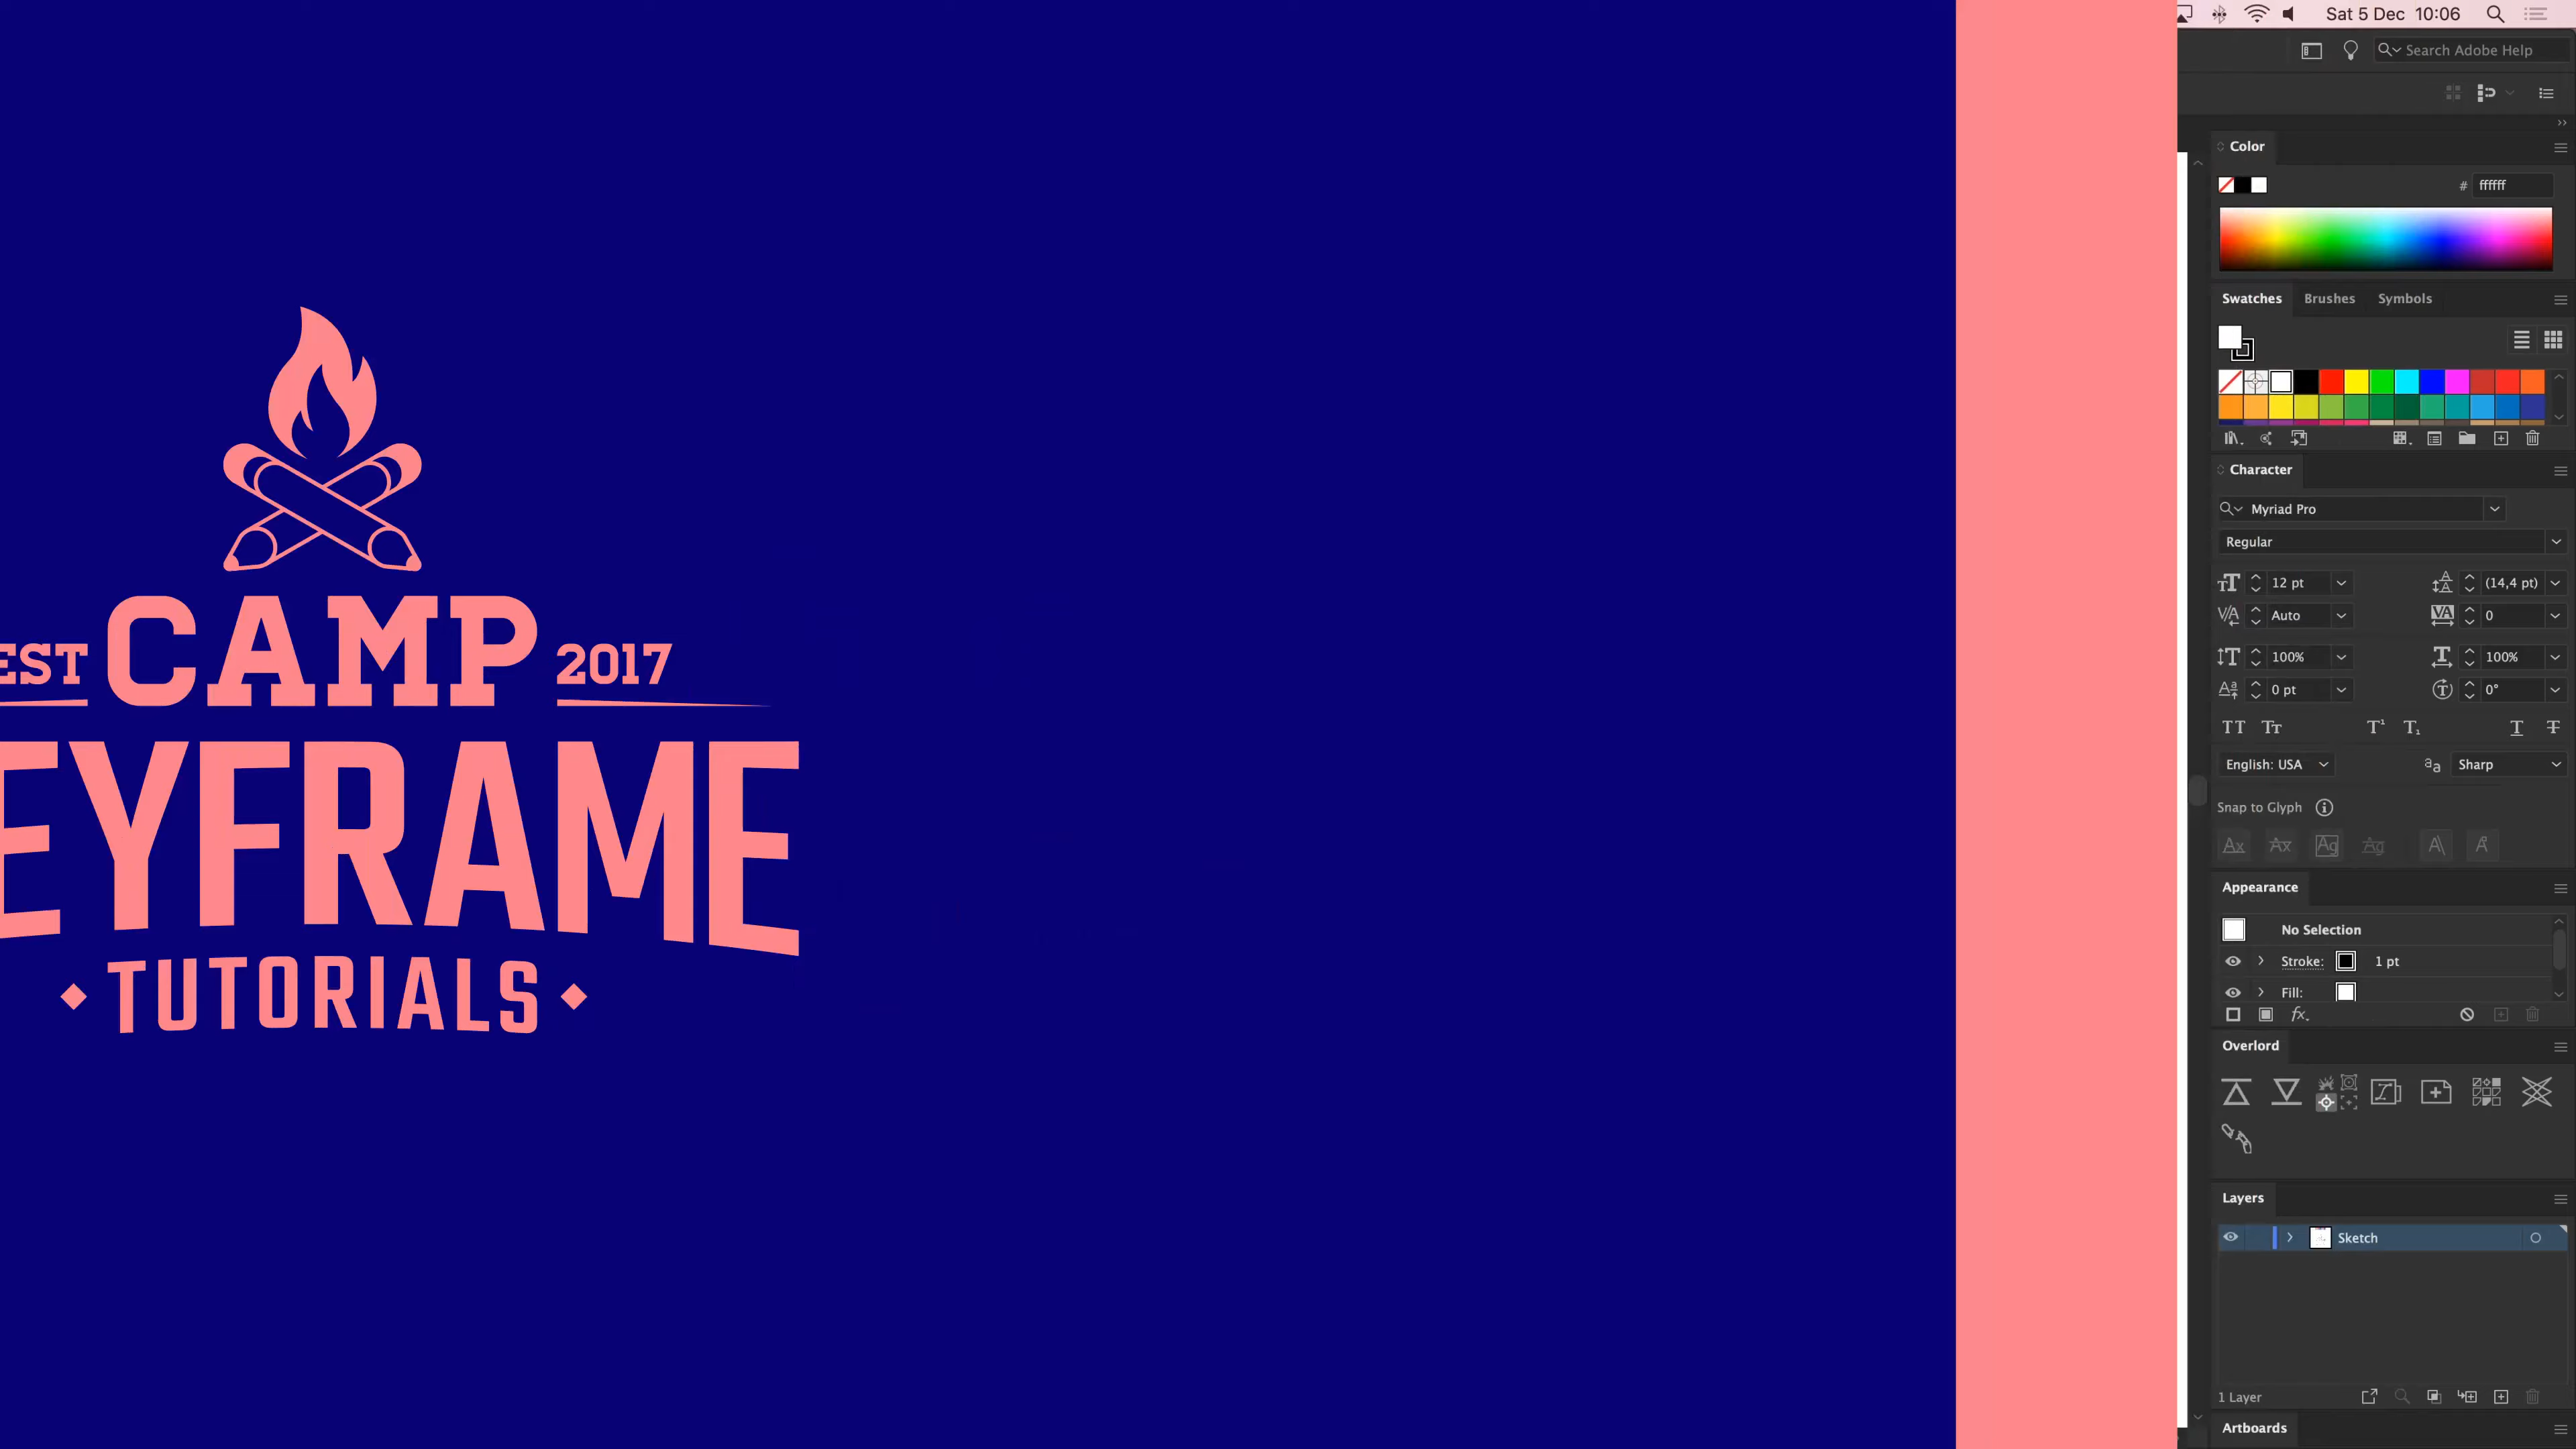 EST CAMP 2017
EYFRAME
TUTORIALS
Sat 5 Dec 10:06
Search Adobe Help
Color
# ffffff
Swatches Brushes Symbols
Character
Myriad Pro
Regular
12 pt (14,4 pt)
Auto 0
100% 100%
0 pt 0°
English: USA Sharp
Snap to Glyph
Appearance
No Selection
Stroke: 1 pt
Fill:
fx
Overlord
Layers
Sketch
1 Layer
Artboards